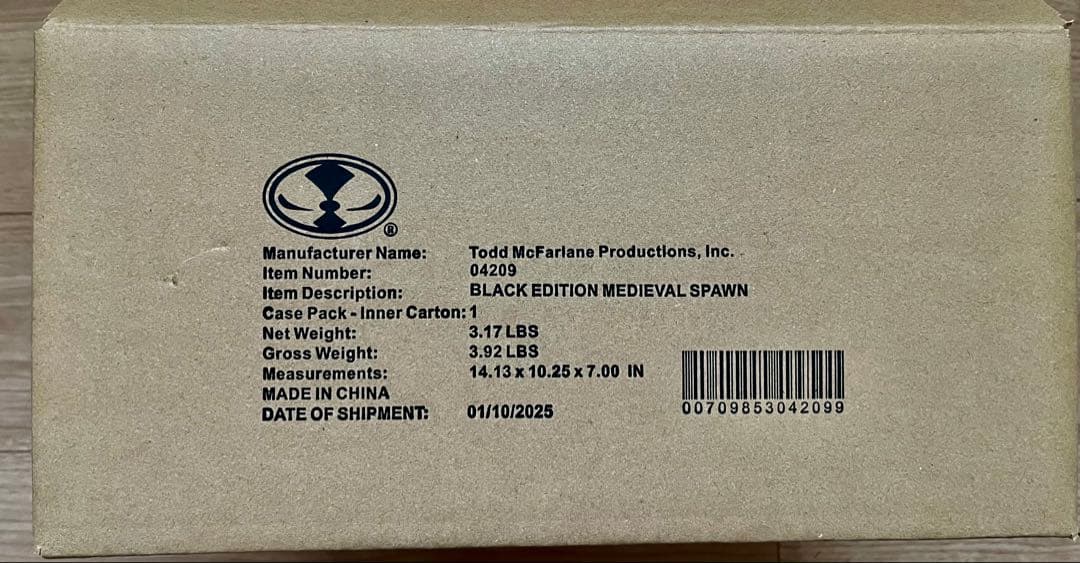 ®
Manufacturer Name: Todd McFarlane Productions, Inc.
Item Number: 04209
Item Description: BLACK EDITION MEDIEVAL SPAWN
Case Pack - Inner Carton: 1
Net Weight: 3.17 LBS
Gross Weight: 3.92 LBS
Measurements: 14.13 x 10.25 x 7.00 IN
MADE IN CHINA
DATE OF SHIPMENT: 01/10/2025
00709853042099